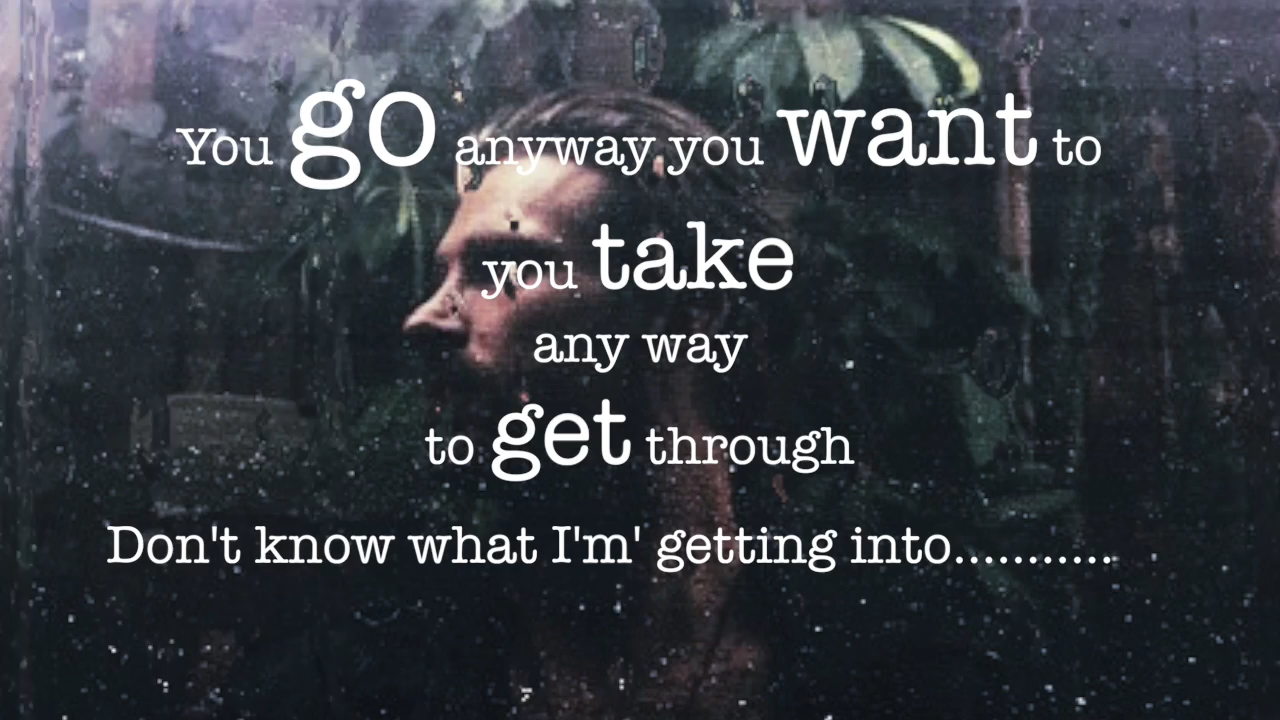 You go anyway you want to
you take
any way
to get through
Don't know what I'm' getting into...........